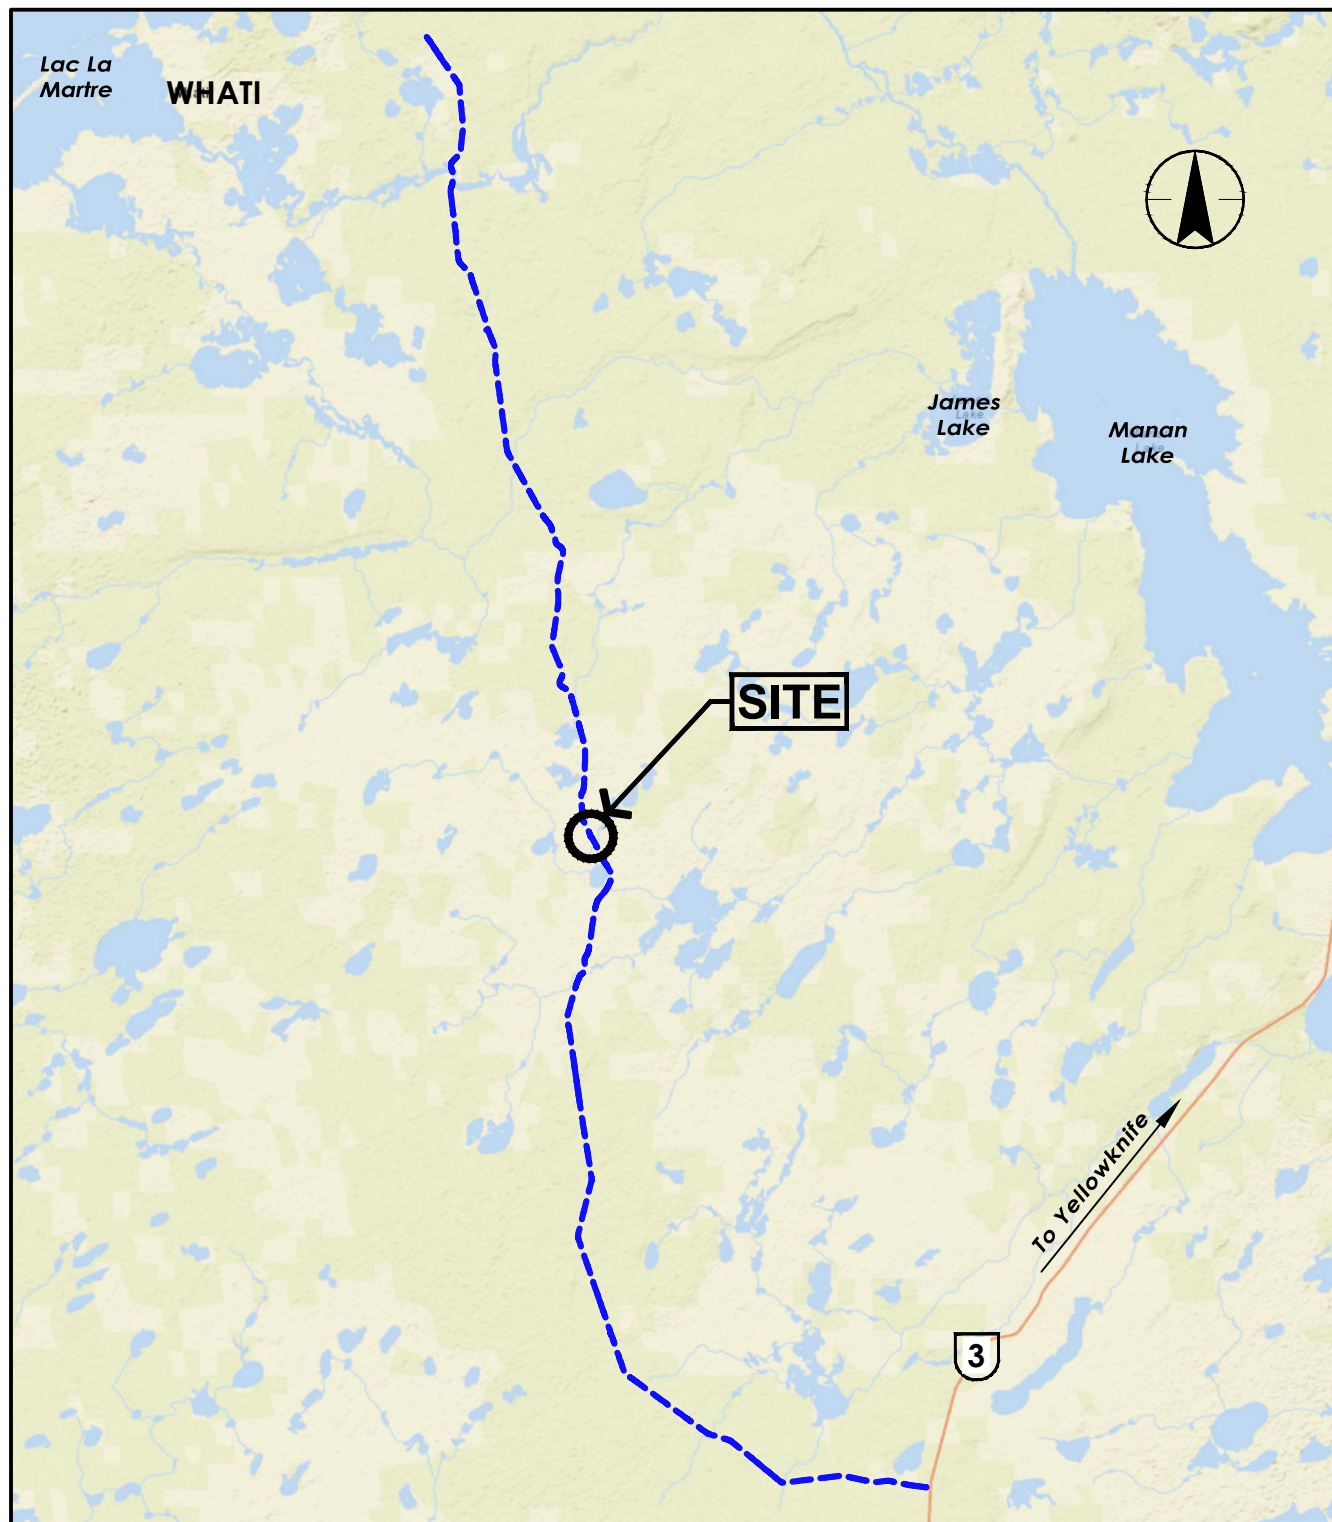 Lac La
Martre
WHATI
James
Lake
Manan
Lake
SITE
To Yellowknife
3